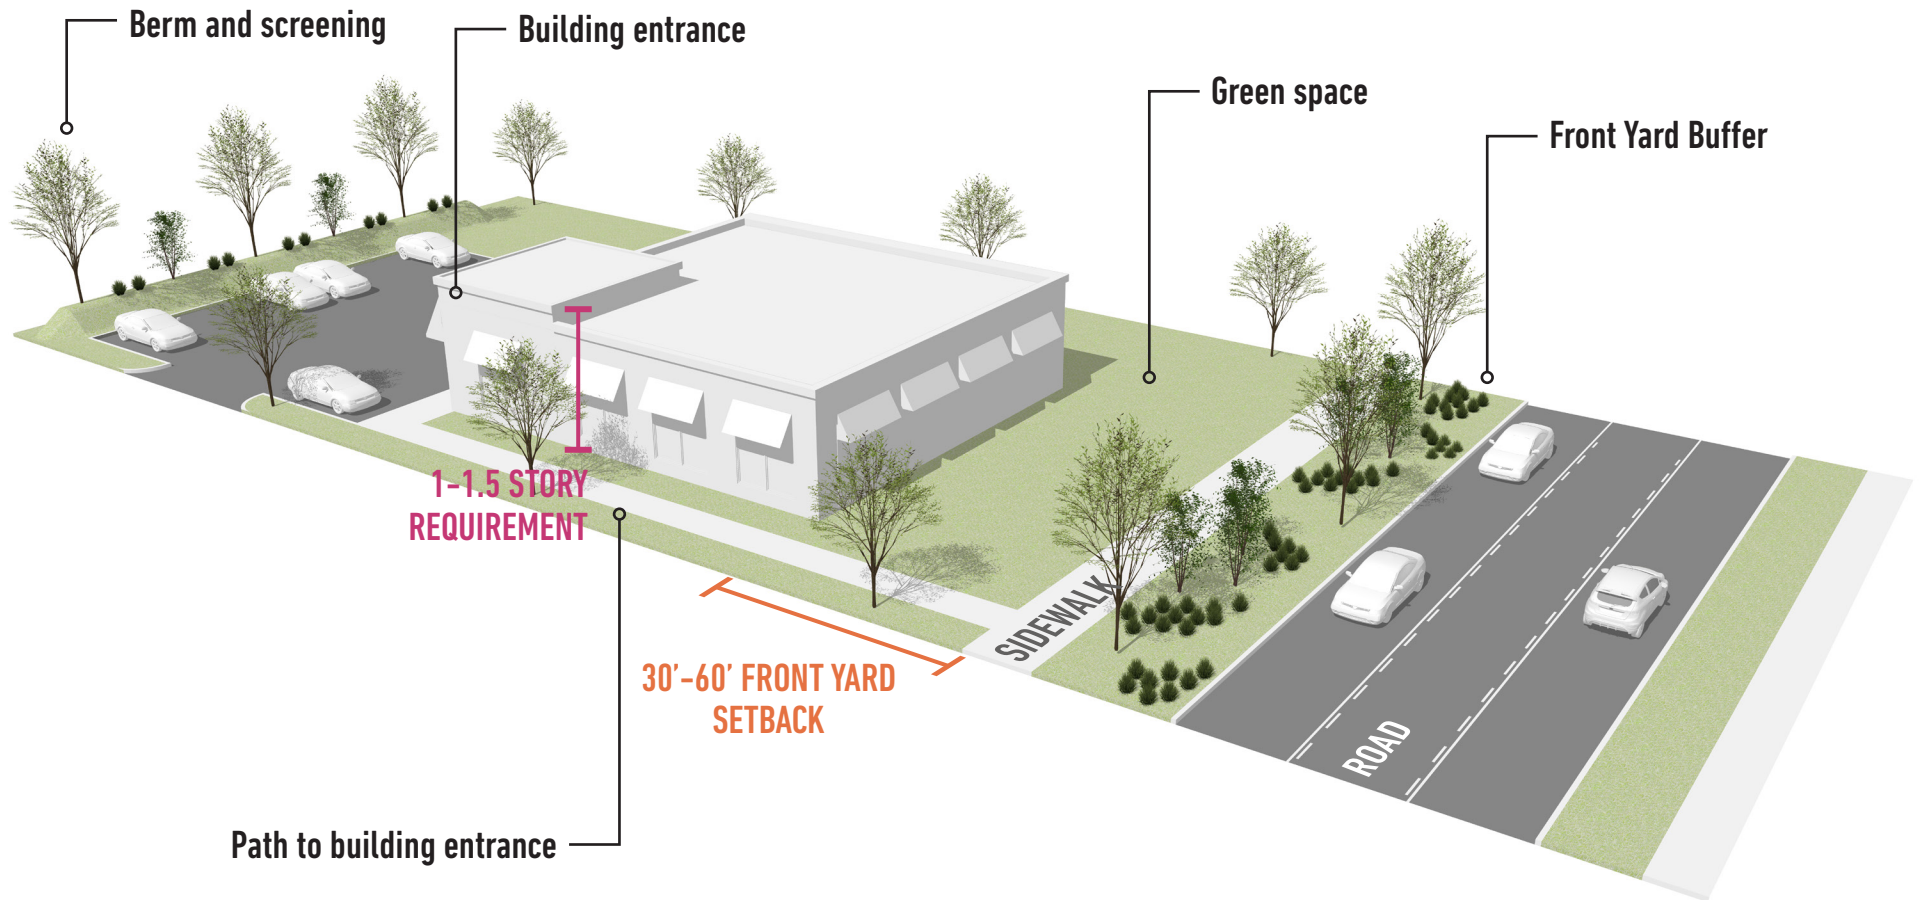 Berm and screening
Building entrance
Green space
Front Yard Buffer
1-1.5 STORY
REQUIREMENT
SIDEWALK
30'-60' FRONT YARD
SETBACK
ROAD
Path to building entrance